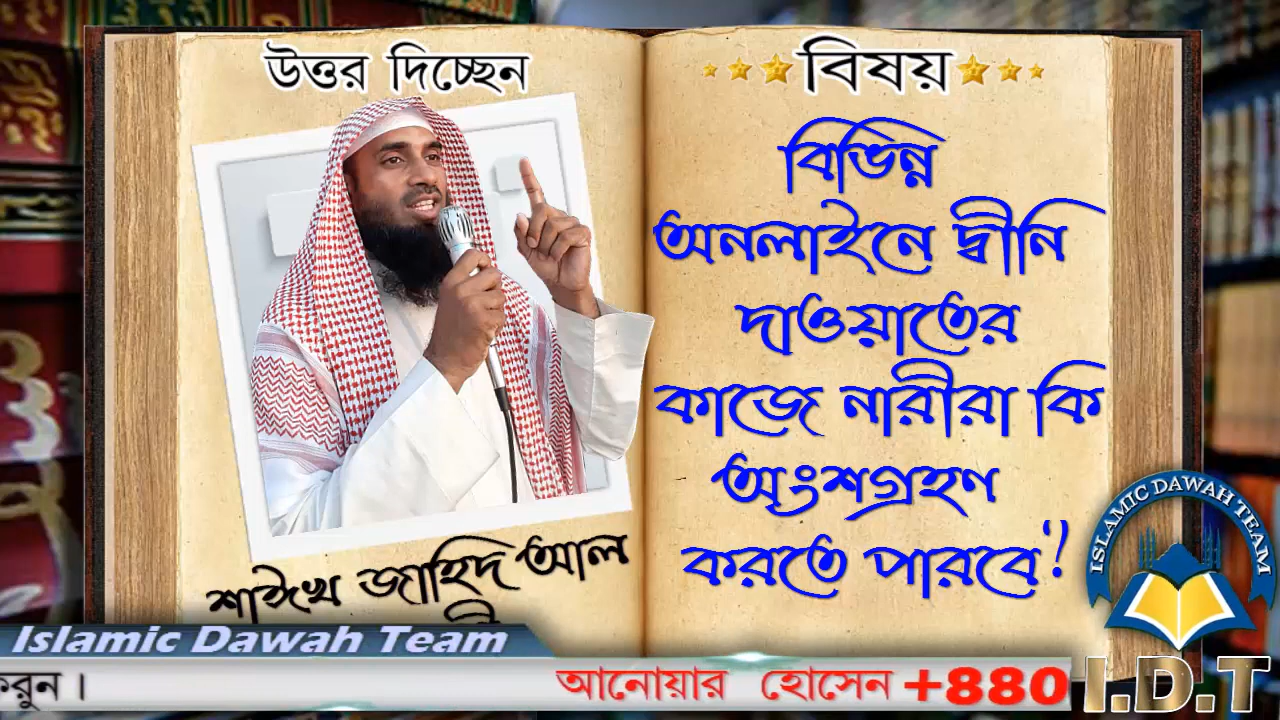 উত্তর দিচ্ছেন
শাঈখ জাহিদ আল
বিষয়
বিভিন্ন
অনলাইনে দ্বীনি
দাওয়াতের
কাজে নারীরা কি
অংশগ্রহণ
করতে পারবে?
ISLAMIC DAWAH TEAM
I.D.T
Islamic Dawah Team
করুন। আনোয়ার হোসেন +880